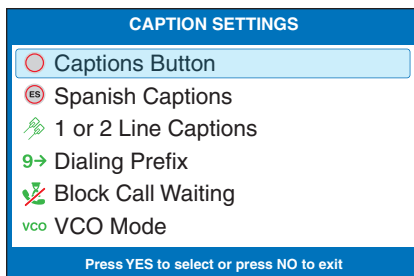 CAPTION SETTINGS
Captions Button
ES Spanish Captions
1 or 2 Line Captions
9→ Dialing Prefix
Block Call Waiting
VCO VCO Mode
Press YES to select or press NO to exit